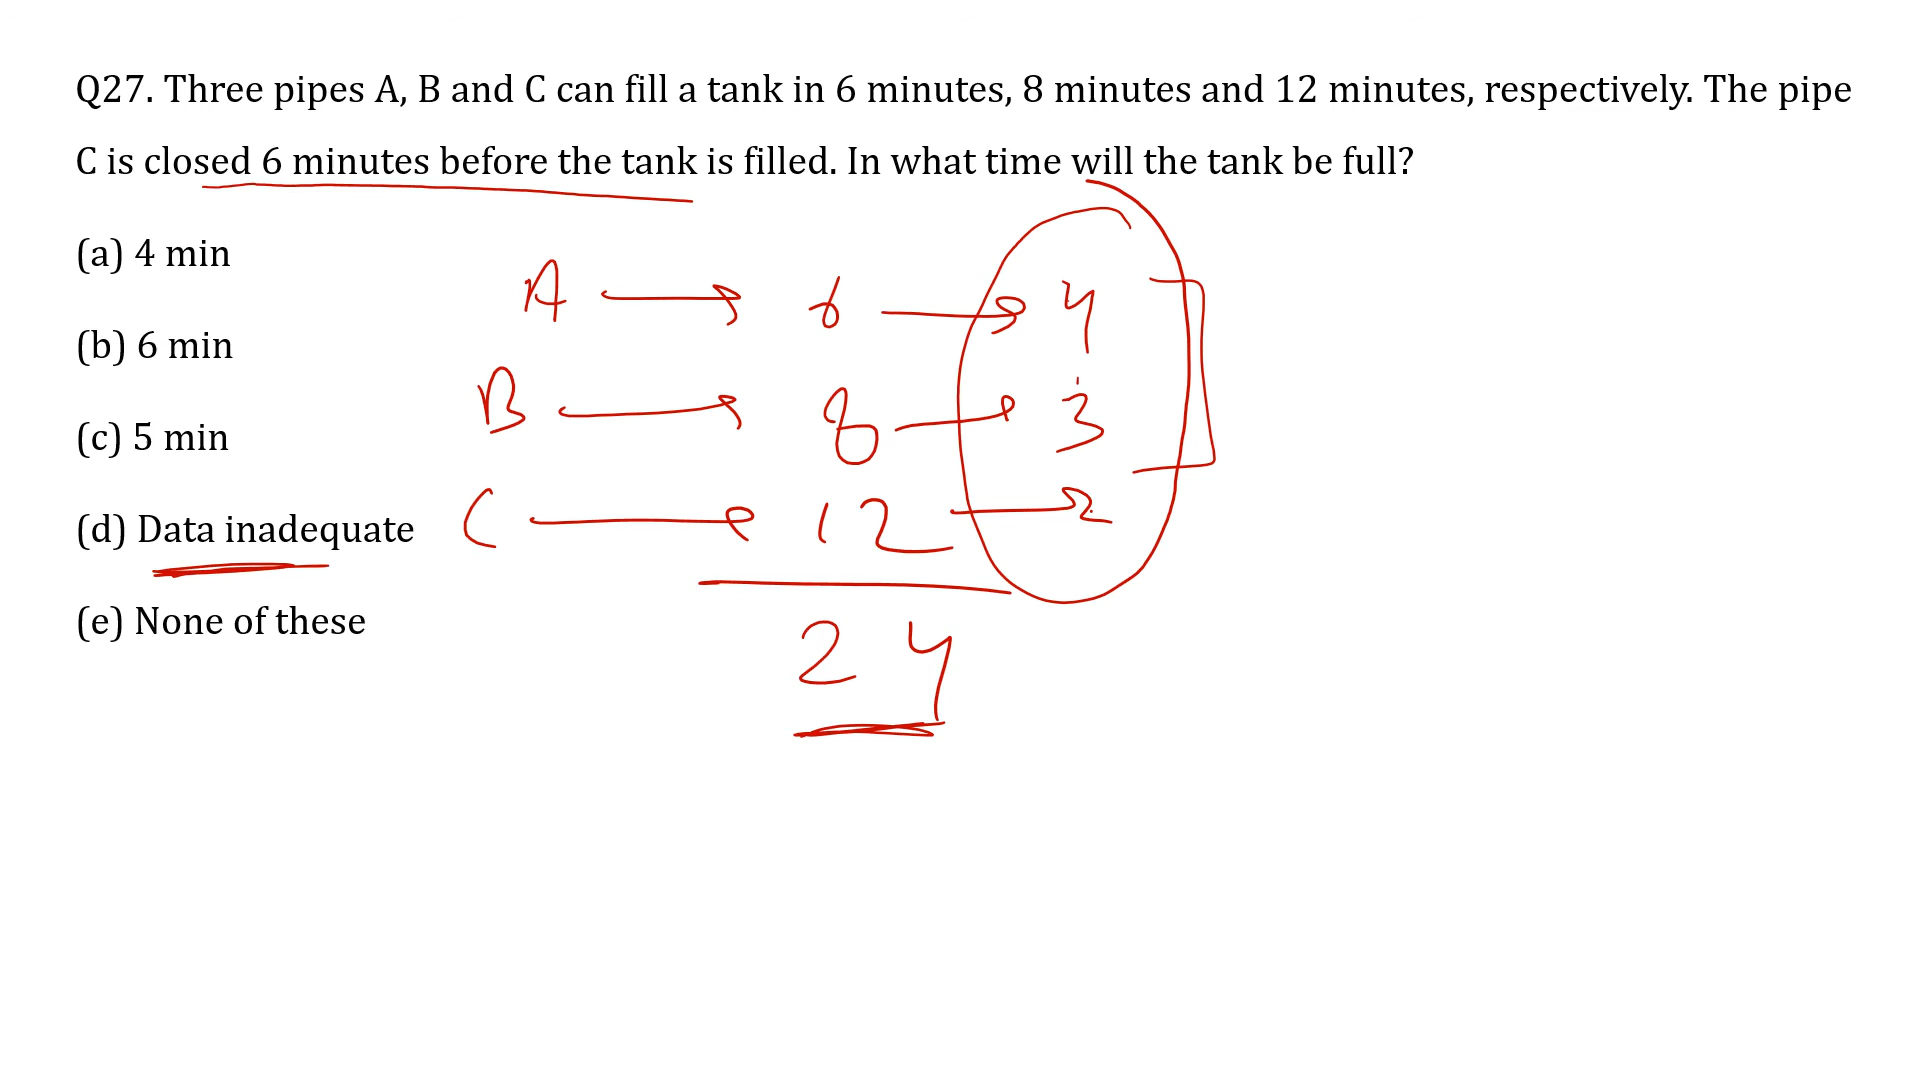 Q27. Three pipes A, B and C can fill a tank in 6 minutes, 8 minutes and 12 minutes, respectively. The pipe
C is closed 6 minutes before the tank is filled. In what time will the tank be full?
(a) 4 min
(b) 6 min
(c) 5 min
(d) Data inadequate
(e) None of these
A 6 4
B 8 3
C 12 2
24